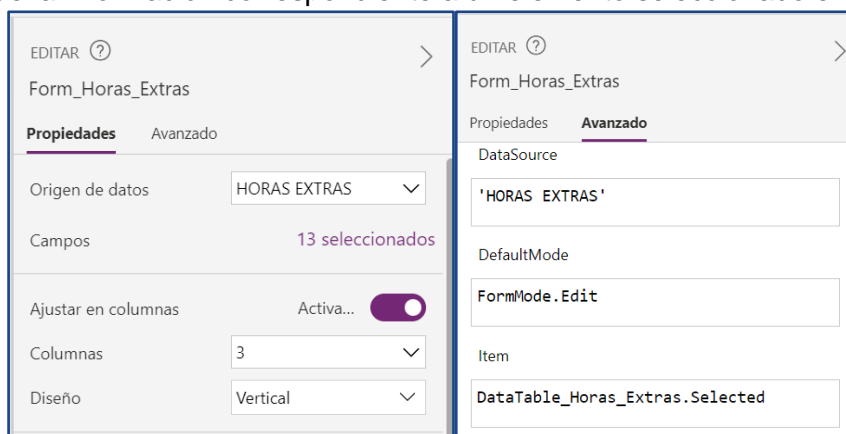 EDITAR ?
Form_Horas_Extras
Propiedades Avanzado
Origen de datos HORAS EXTRAS
Campos 13 seleccionados
Ajustar en columnas Activa...
Columnas 3
Diseño Vertical
EDITAR ?
Form_Horas_Extras
Propiedades Avanzado
DataSource
'HORAS EXTRAS'
DefaultMode
FormMode.Edit
Item
DataTable_Horas_Extras.Selected